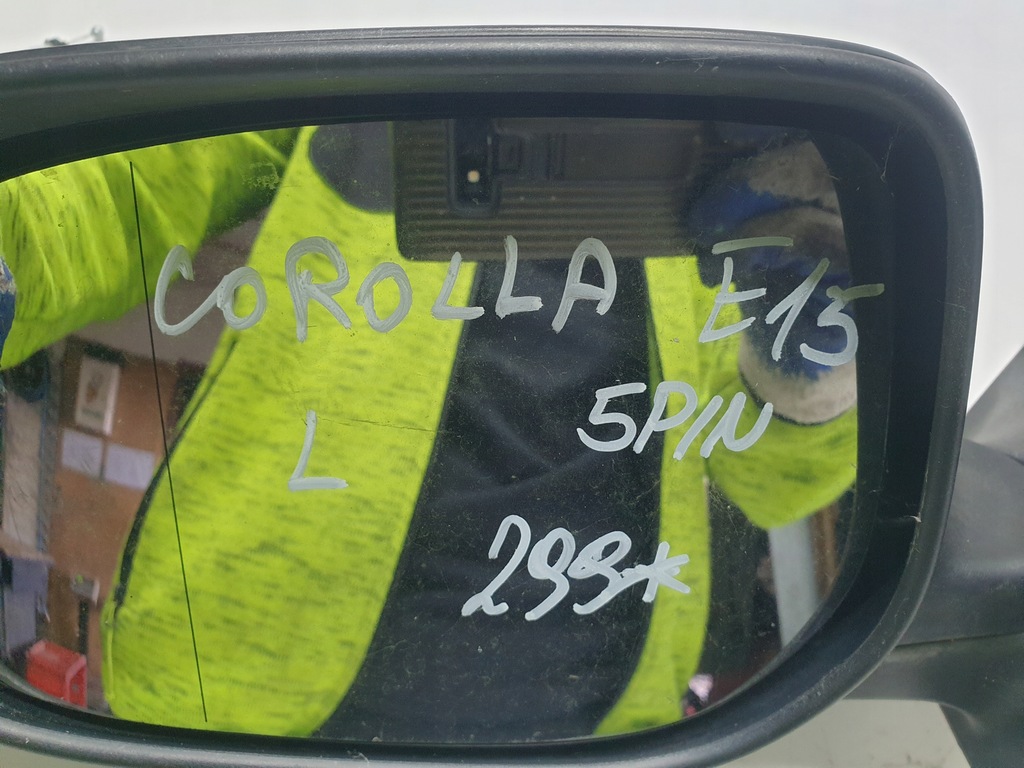 COROLLA E15
L 5PIN
299*